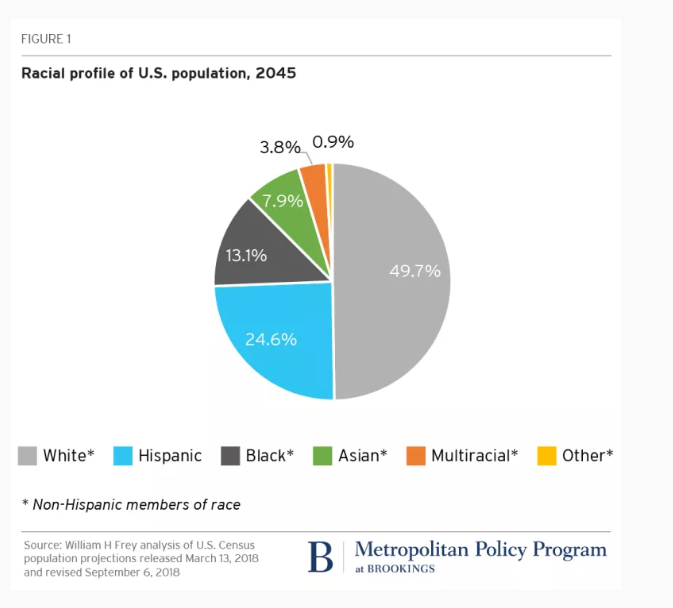 FIGURE 1
Racial profile of U.S. population, 2045
3.8% 0.9%
7.9%
13.1%
49.7%
24.6%
White* Hispanic Black* Asian* Multiracial* Other*
* Non-Hispanic members of race
Source: William H Frey analysis of U.S. Census
population projections released March 13, 2018
and revised September 6, 2018
B Metropolitan Policy Program
at BROOKINGS